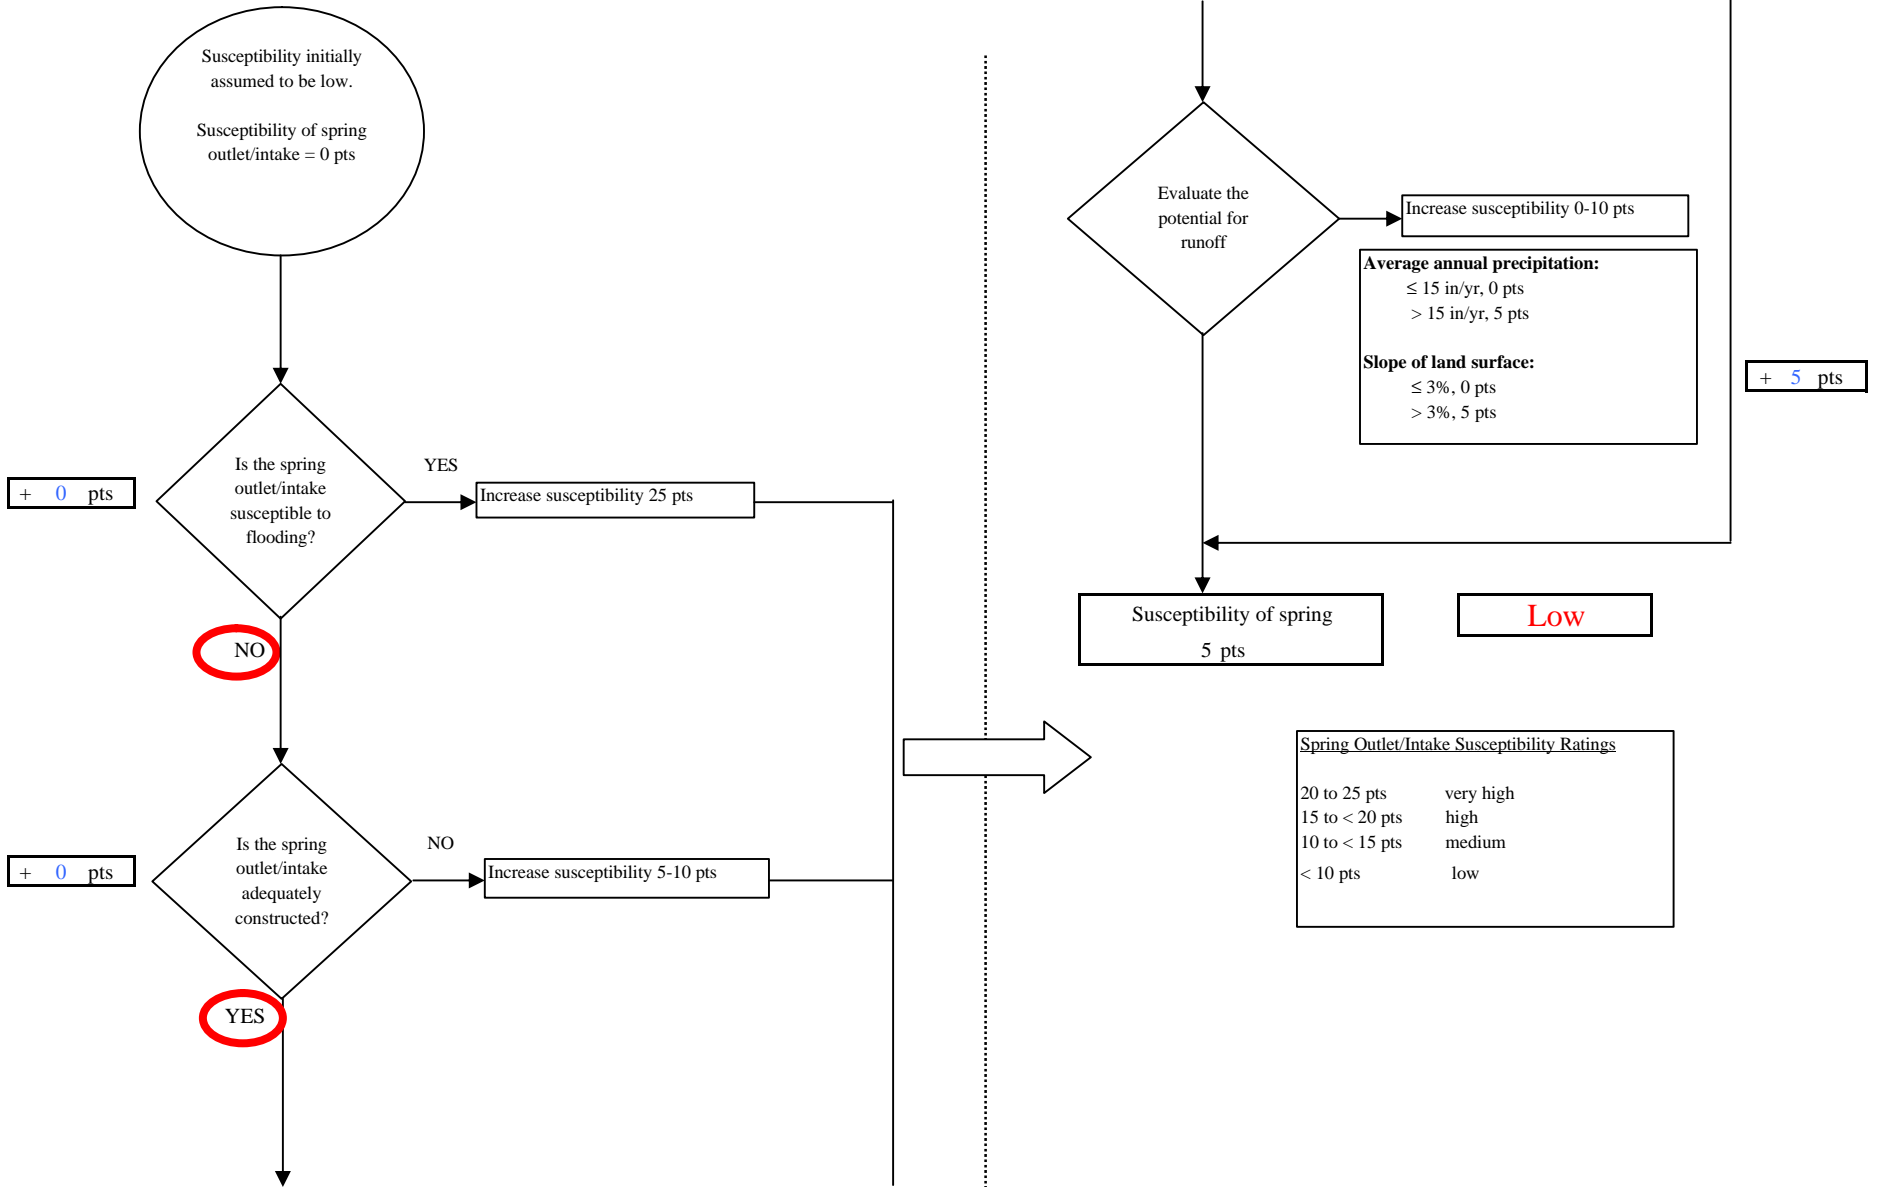 Susceptibility initially
assumed to be low.
Susceptibility of spring
outlet/intake = 0 pts
Is the spring
outlet/intake
susceptible to
flooding?
YES
Increase susceptibility 25 pts
+ 0 pts
NO
Is the spring
outlet/intake
adequately
constructed?
NO
Increase susceptibility 5-10 pts
+ 0 pts
YES
Evaluate the
potential for
runoff
Increase susceptibility 0-10 pts
Average annual precipitation:
≤ 15 in/yr, 0 pts
> 15 in/yr, 5 pts
Slope of land surface:
≤ 3%, 0 pts
> 3%, 5 pts
+ 5 pts
Susceptibility of spring
5 pts
Low
Spring Outlet/Intake Susceptibility Ratings
20 to 25 pts very high
15 to < 20 pts high
10 to < 15 pts medium
< 10 pts low